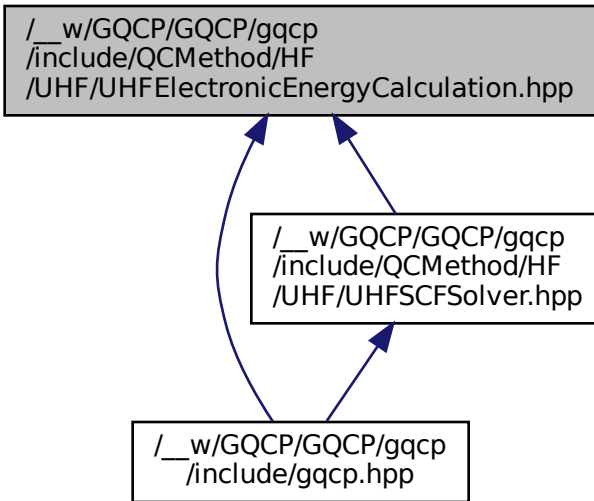 /__w/GQCP/GQCP/gqcp
/include/QCMethod/HF
/UHF/UHFElectronicEnergyCalculation.hpp
/__w/GQCP/GQCP/gqcp
/include/QCMethod/HF
/UHF/UHFSCFSolver.hpp
/__w/GQCP/GQCP/gqcp
/include/gqcp.hpp